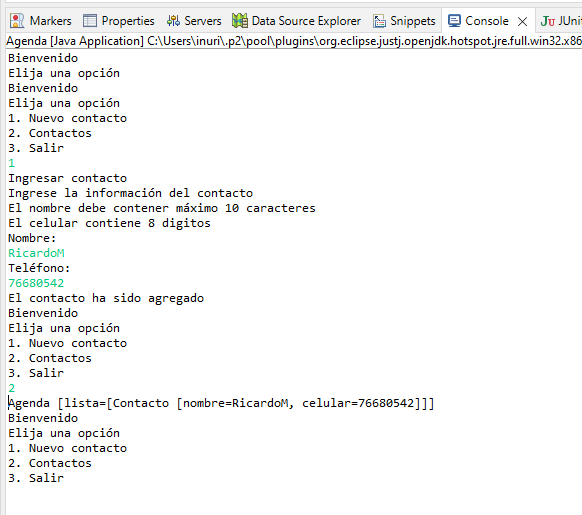 Markers Properties Servers Data Source Explorer Snippets Console JUni
Agenda [Java Application] C:\Users\inuri\.p2\pool\plugins\org.eclipse.justj.openjdk.hotspot.jre.full.win32.x86
Bienvenido
Elija una opción
Bienvenido
Elija una opción
1. Nuevo contacto
2. Contactos
3. Salir
1
Ingresar contacto
Ingrese la información del contacto
El nombre debe contener máximo 10 caracteres
El celular contiene 8 digitos
Nombre:
RicardoM
Teléfono:
76680542
El contacto ha sido agregado
Bienvenido
Elija una opción
1. Nuevo contacto
2. Contactos
3. Salir
2
Agenda [lista=[Contacto [nombre=RicardoM, celular=76680542]]]
Bienvenido
Elija una opción
1. Nuevo contacto
2. Contactos
3. Salir